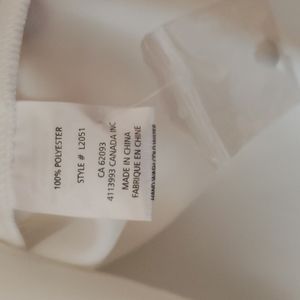 100% POLYESTER
STYLE # L2051
CA 62093
4113993 CANADA INC
MADE IN CHINA
FABRIQUE EN CHINE